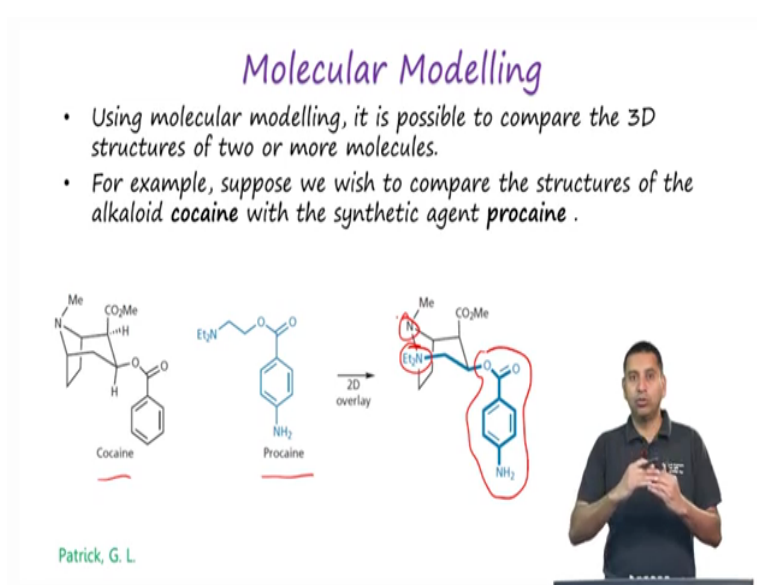 Molecular Modelling
• Using molecular modelling, it is possible to compare the 3D
structures of two or more molecules.
• For example, suppose we wish to compare the structures of the
alkaloid cocaine with the synthetic agent procaine .
Me
N
CO₂Me
H
O
O
H
Cocaine
Et₂N
O
O
NH₂
Procaine
2D
overlay
Me
N
CO₂Me
Et₂N
O
O
NH₂
Patrick, G. L.